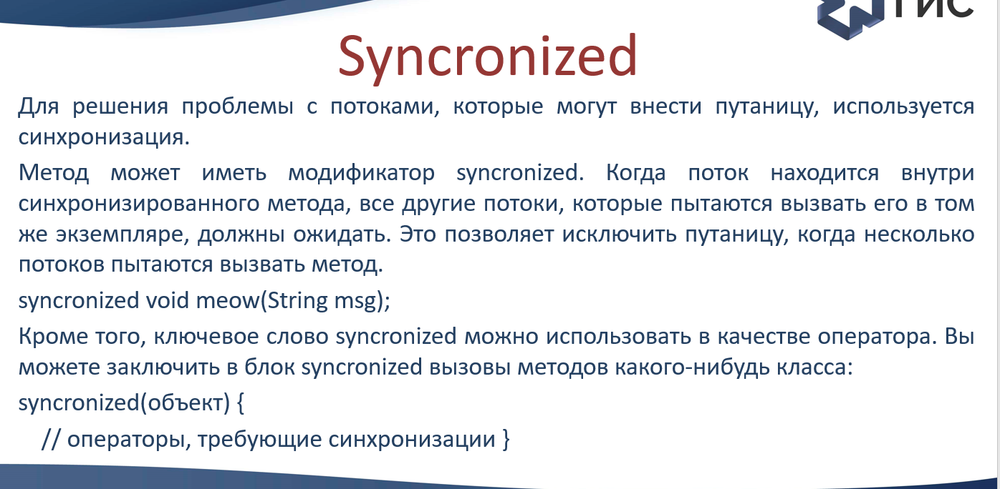 ГИС
Syncronized
Для решения проблемы с потоками, которые могут внести путаницу, используется
синхронизация.
Метод может иметь модификатор syncronized. Когда поток находится внутри
синхронизированного метода, все другие потоки, которые пытаются вызвать его в том
же экземпляре, должны ожидать. Это позволяет исключить путаницу, когда несколько
потоков пытаются вызвать метод.
syncronized void meow(String msg);
Кроме того, ключевое слово syncronized можно использовать в качестве оператора. Вы
можете заключить в блок syncronized вызовы методов какого-нибудь класса:
syncronized(объект) {
// операторы, требующие синхронизации }